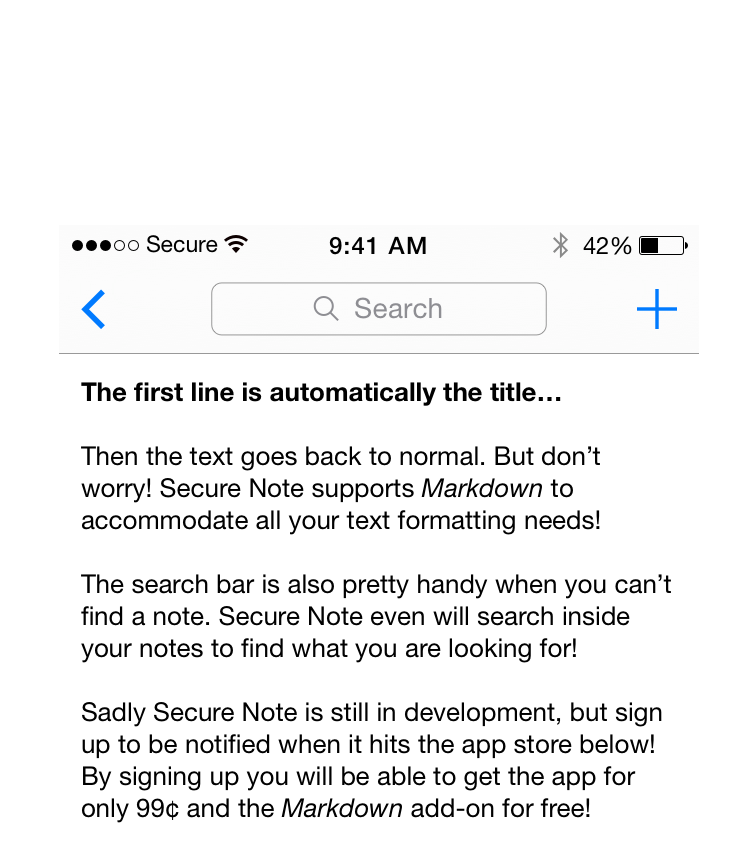 Secure 9:41 AM 42%
Search
The first line is automatically the title…
Then the text goes back to normal. But don’t
worry! Secure Note supports Markdown to
accommodate all your text formatting needs!
The search bar is also pretty handy when you can’t
find a note. Secure Note even will search inside
your notes to find what you are looking for!
Sadly Secure Note is still in development, but sign
up to be notified when it hits the app store below!
By signing up you will be able to get the app for
only 99¢ and the Markdown add-on for free!